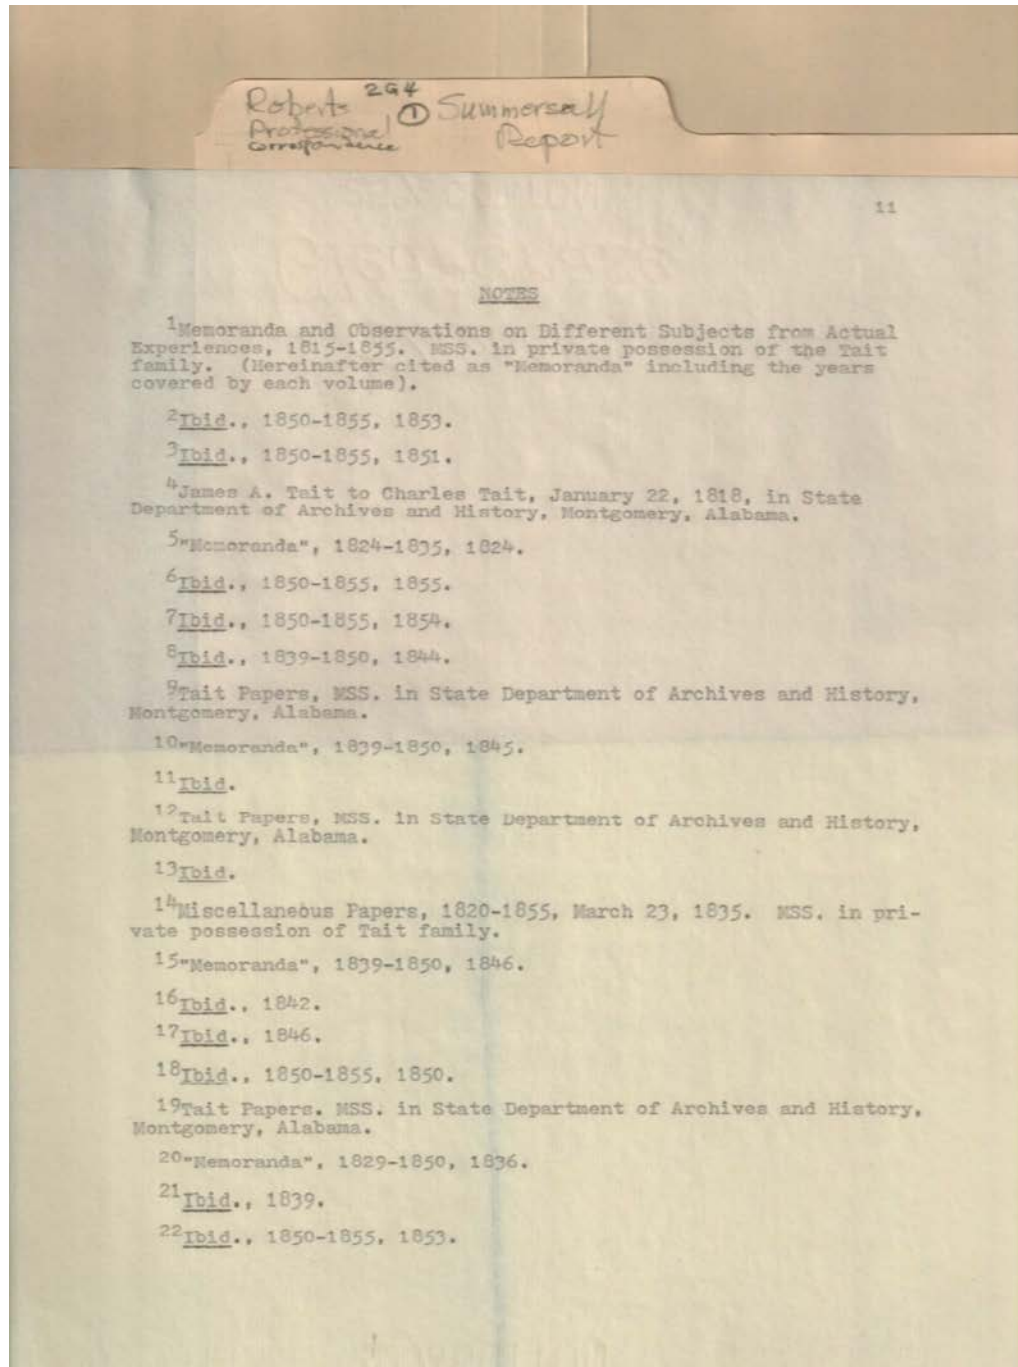 Roberts 2G4 ① Summersell
Professional Report
Correspondence
11
NOTES
1Memoranda and Observations on Different Subjects from Actual
Experiences, 1815-1855. MSS. in private possession of the Tait
family. (Hereinafter cited as "Memoranda" including the years
covered by each volume).
2Ibid., 1850-1855, 1853.
3Ibid., 1850-1855, 1851.
4James A. Tait to Charles Tait, January 22, 1818, in State
Department of Archives and History, Montgomery, Alabama.
5"Memoranda", 1824-1835, 1824.
6Ibid., 1850-1855, 1855.
7Ibid., 1850-1855, 1854.
8Ibid., 1839-1850, 1844.
9Tait Papers, MSS. in State Department of Archives and History,
Montgomery, Alabama.
10"Memoranda", 1839-1850, 1845.
11Ibid.
12Tait Papers, MSS. in State Department of Archives and History,
Montgomery, Alabama.
13Ibid.
14Miscellaneous Papers, 1820-1855, March 23, 1835. MSS. in pri-
vate possession of Tait family.
15"Memoranda", 1839-1850, 1846.
16Ibid., 1842.
17Ibid., 1846.
18Ibid., 1850-1855, 1850.
19Tait Papers. MSS. in State Department of Archives and History,
Montgomery, Alabama.
20"Memoranda", 1829-1850, 1836.
21Ibid., 1839.
22Ibid., 1850-1855, 1853.